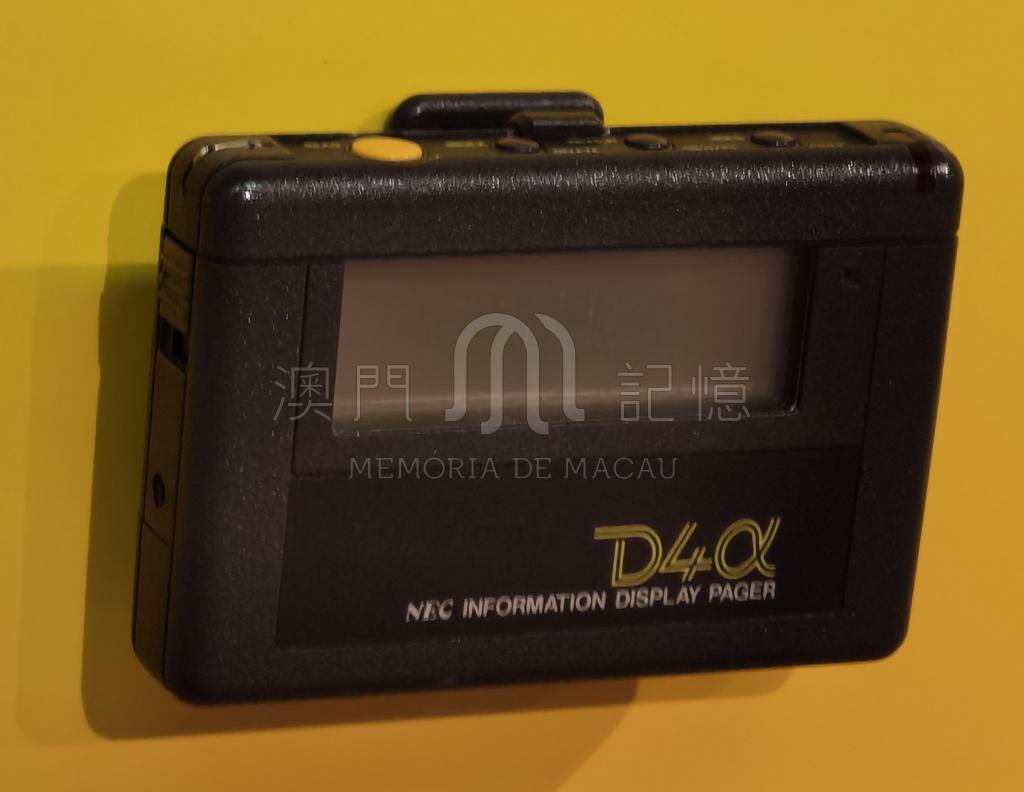 澳門 記憶
MEMÓRIA DE MACAU
D4α
NEC INFORMATION DISPLAY PAGER